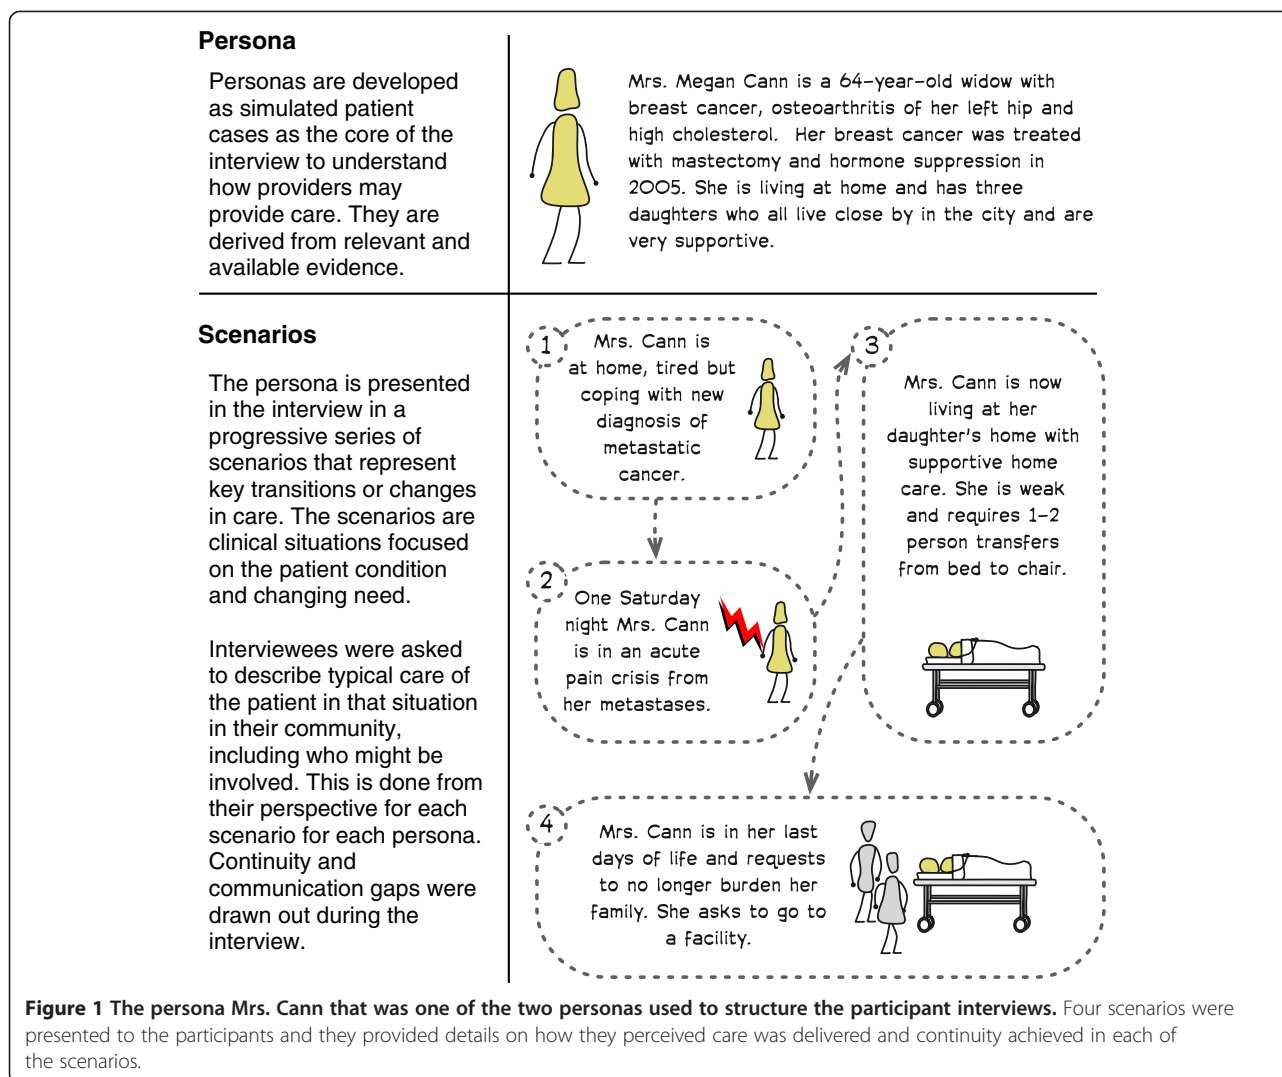 Persona
Personas are developed
as simulated patient
cases as the core of the
interview to understand
how providers may
provide care. They are
derived from relevant and
available evidence.
Mrs. Megan Cann is a 64-year-old widow with
breast cancer, osteoarthritis of her left hip and
high cholesterol. Her breast cancer was treated
with mastectomy and hormone suppression in
2005. She is living at home and has three
daughters who all live close by in the city and are
very supportive.
Scenarios
The persona is presented
in the interview in a
progressive series of
scenarios that represent
key transitions or changes
in care. The scenarios are
clinical situations focused
on the patient condition
and changing need.
Interviewees were asked
to describe typical care of
the patient in that situation
in their community,
including who might be
involved. This is done from
their perspective for each
scenario for each persona.
Continuity and
communication gaps were
drawn out during the
interview.
1
Mrs. Cann is
at home, tired but
coping with new
diagnosis of
metastatic
cancer.
2
One Saturday
night Mrs. Cann
is in an acute
pain crisis from
her metastases.
3
Mrs. Cann is now
living at her
daughter's home with
supportive home
care. She is weak
and requires 1-2
person transfers
from bed to chair.
4
Mrs. Cann is in her last
days of life and requests
to no longer burden her
family. She asks to go to
a facility.
Figure 1 The persona Mrs. Cann that was one of the two personas used to structure the participant interviews. Four scenarios were
presented to the participants and they provided details on how they perceived care was delivered and continuity achieved in each of
the scenarios.